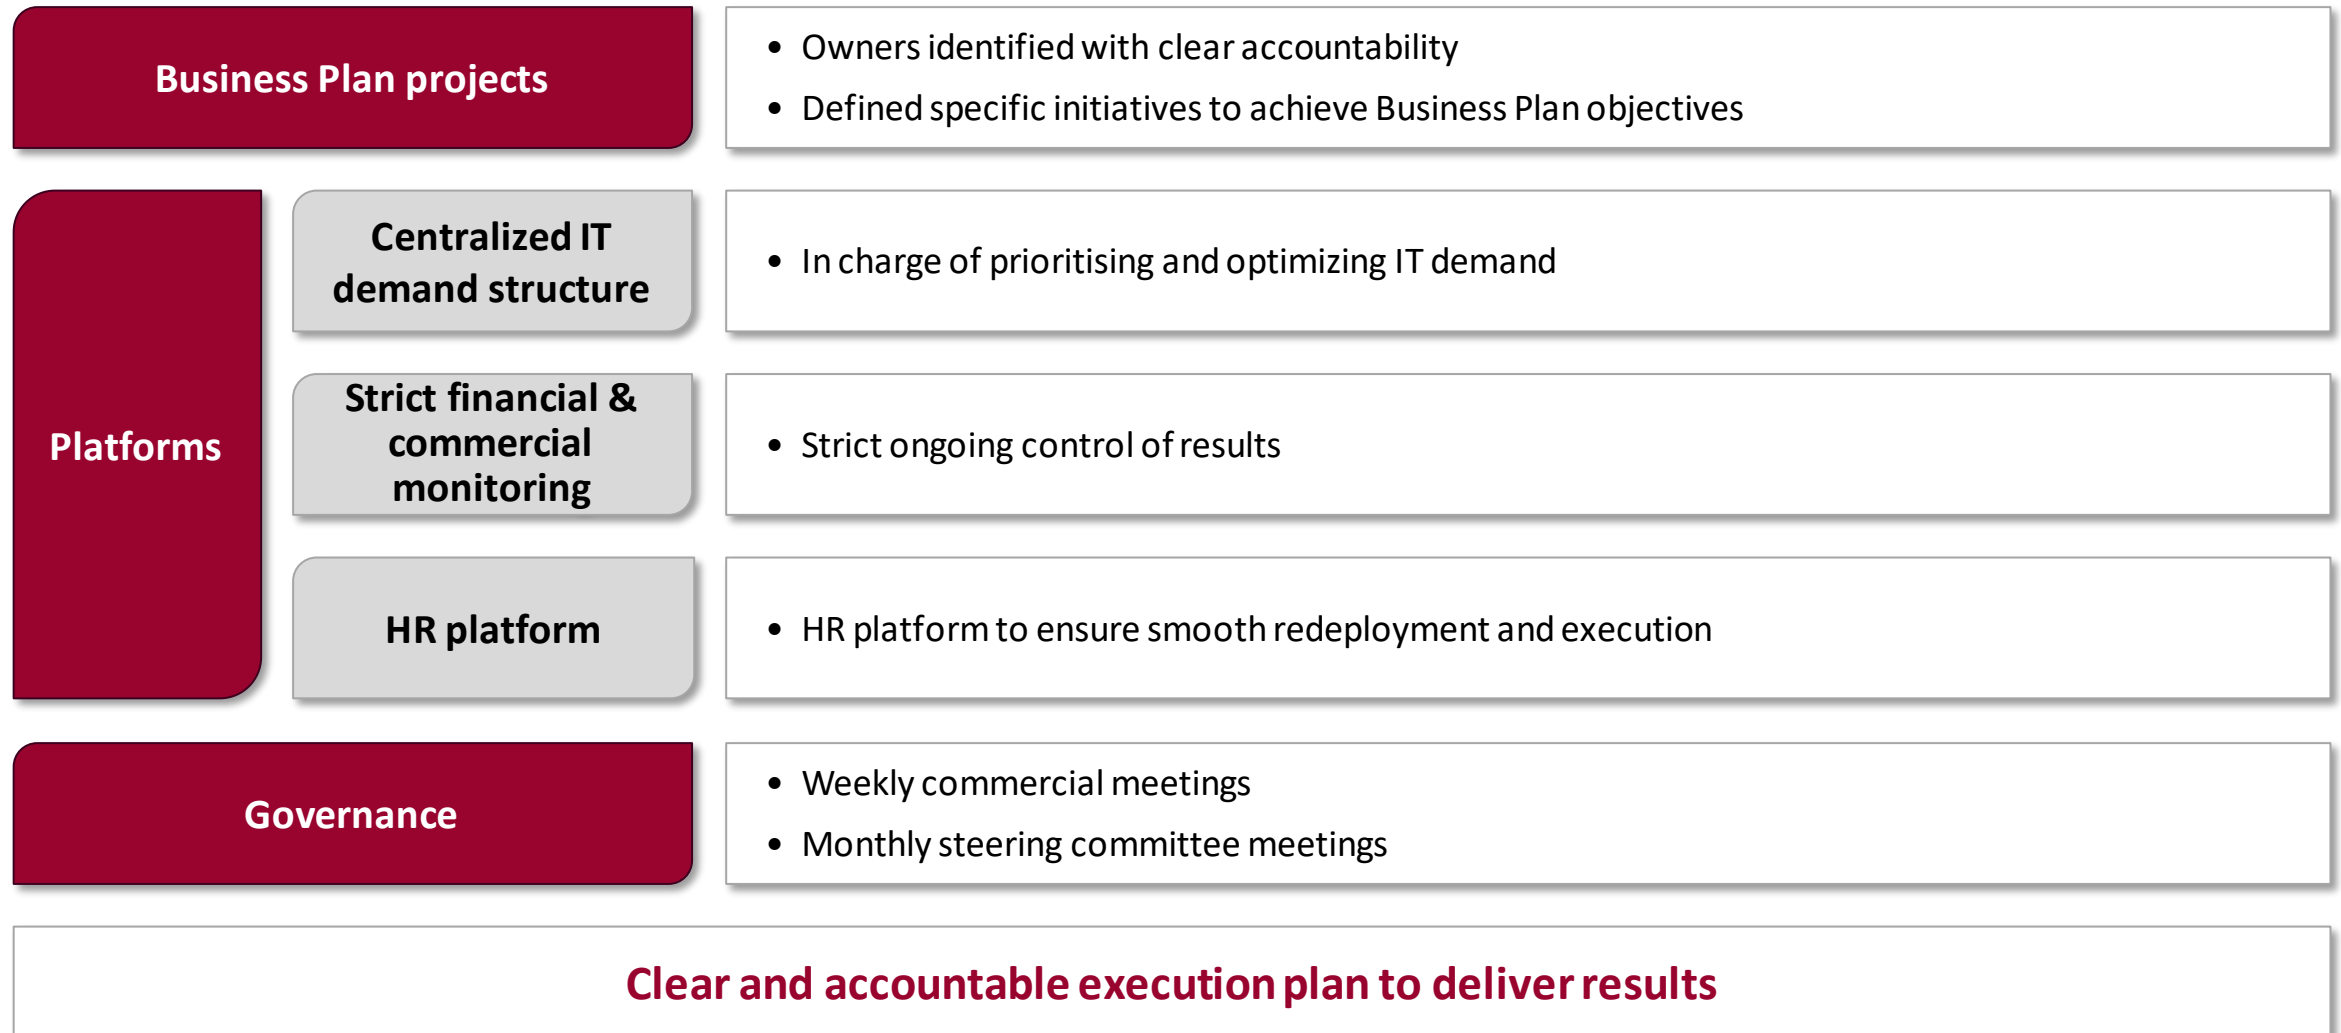 Business Plan projects
• Owners identified with clear accountability
• Defined specific initiatives to achieve Business Plan objectives
Platforms
Centralized IT
demand structure
• In charge of prioritising and optimizing IT demand
Strict financial &
commercial
monitoring
• Strict ongoing control of results
HR platform
• HR platform to ensure smooth redeployment and execution
Governance
• Weekly commercial meetings
• Monthly steering committee meetings
Clear and accountable execution plan to deliver results